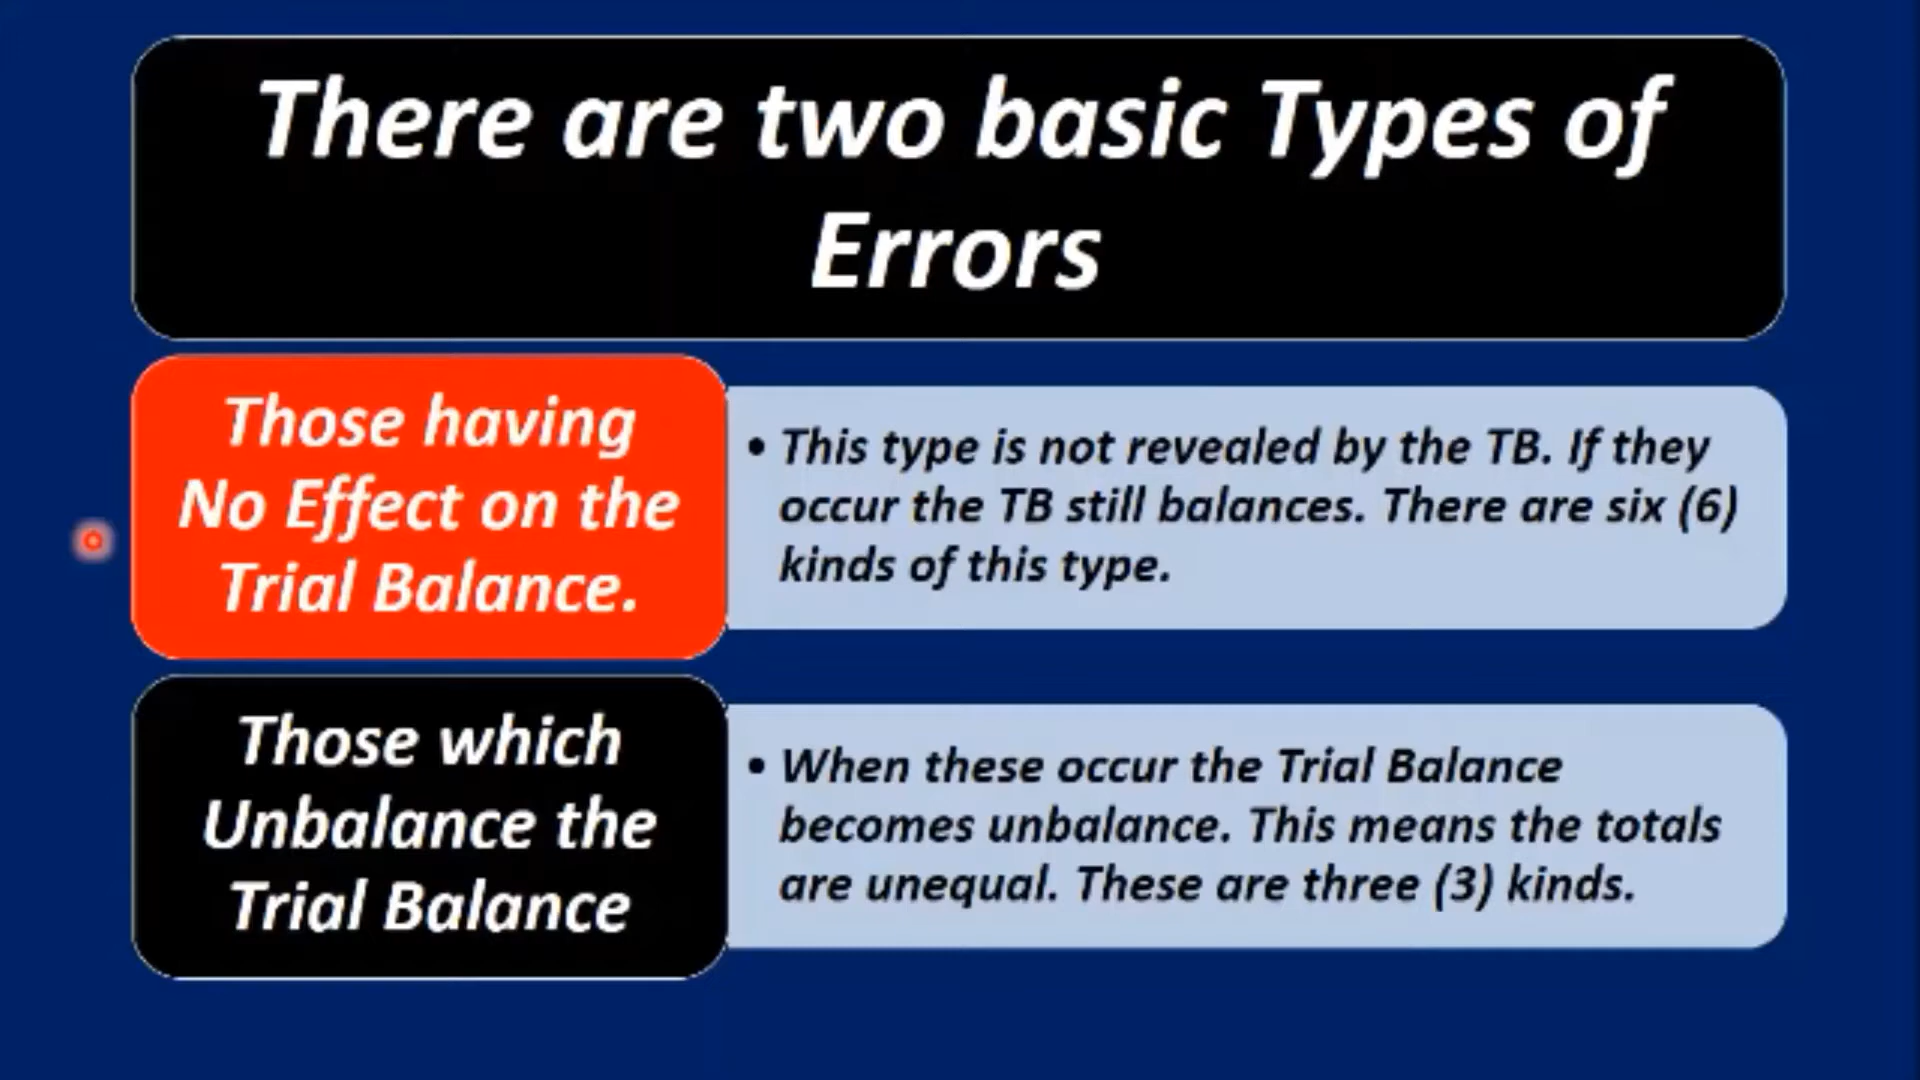 There are two basic Types of
Errors
Those having
No Effect on the
Trial Balance.
• This type is not revealed by the TB. If they
occur the TB still balances. There are six (6)
kinds of this type.
Those which
Unbalance the
Trial Balance
• When these occur the Trial Balance
becomes unbalance. This means the totals
are unequal. These are three (3) kinds.